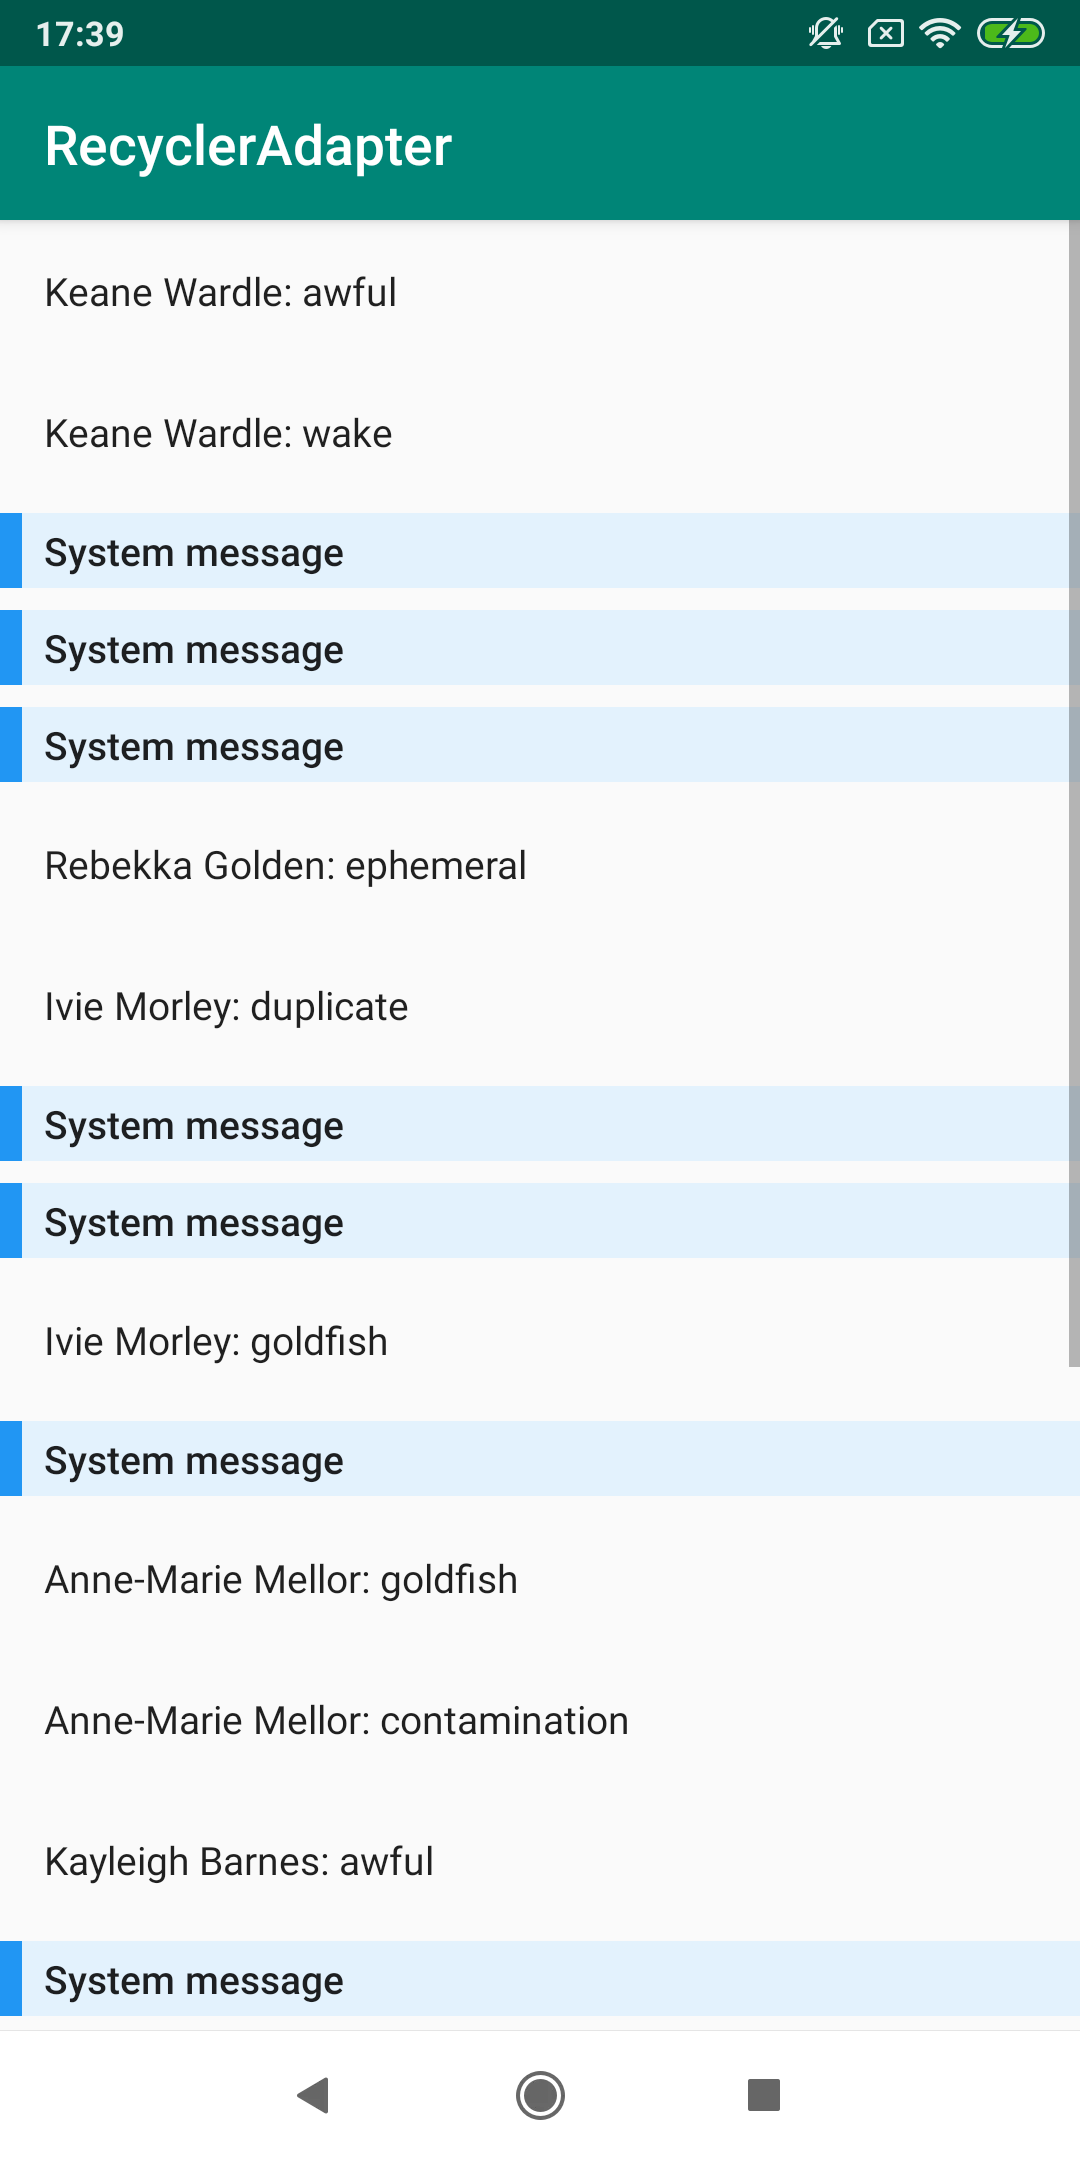 17:39
RecyclerAdapter
Keane Wardle: awful
Keane Wardle: wake
System message
System message
System message
Rebekka Golden: ephemeral
Ivie Morley: duplicate
System message
System message
Ivie Morley: goldfish
System message
Anne-Marie Mellor: goldfish
Anne-Marie Mellor: contamination
Kayleigh Barnes: awful
System message